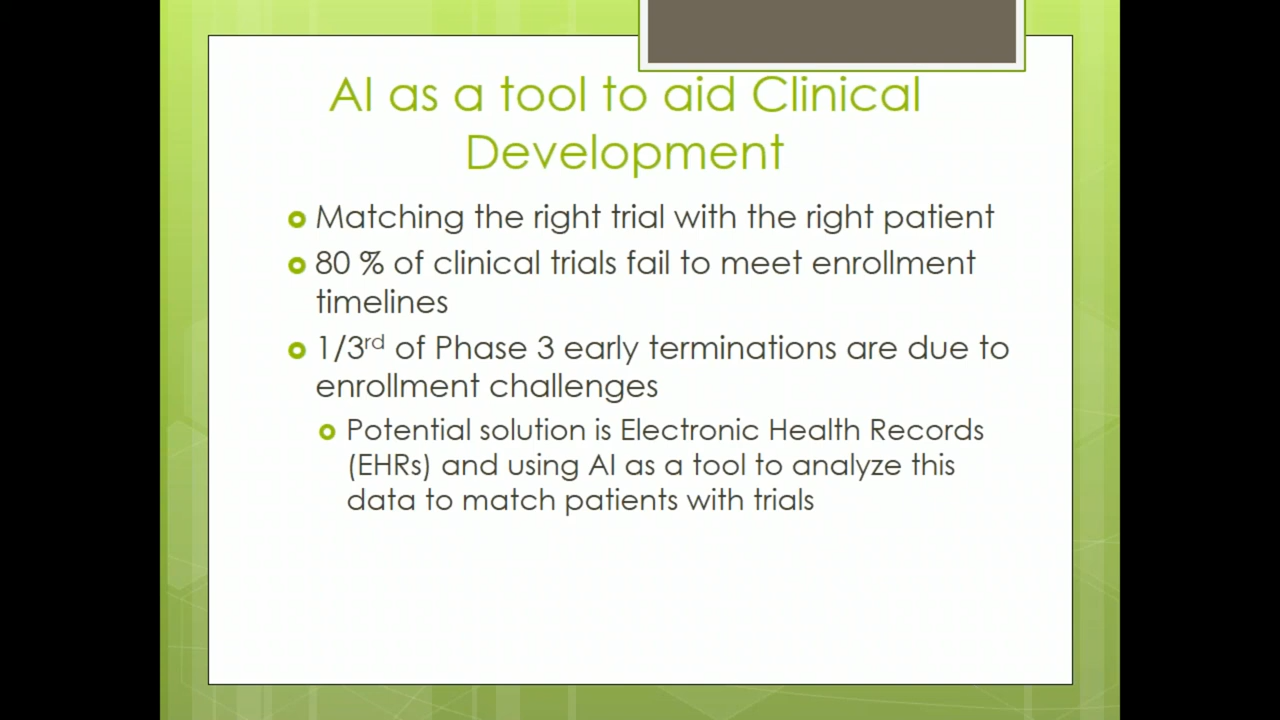 AI as a tool to aid Clinical
Development
Matching the right trial with the right patient
80 % of clinical trials fail to meet enrollment
timelines
1/3rd of Phase 3 early terminations are due to
enrollment challenges
Potential solution is Electronic Health Records
(EHRs) and using AI as a tool to analyze this
data to match patients with trials